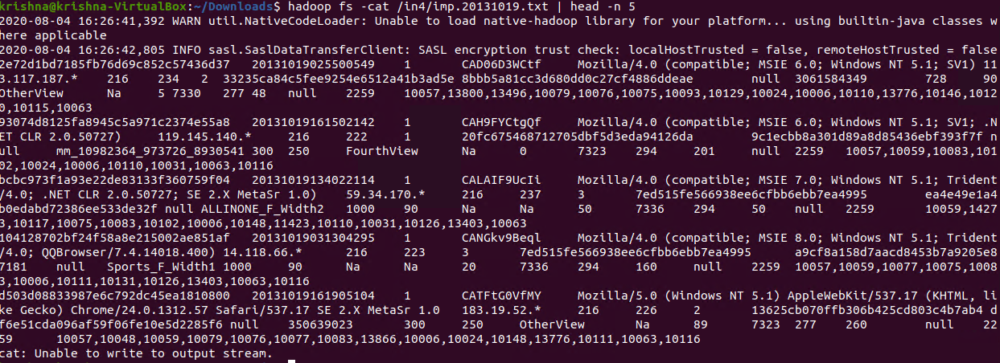 krishna@krishna-VirtualBox:~/Downloads$ hadoop fs -cat /in4/imp.20131019.txt | head -n 5
2020-08-04 16:26:41,392 WARN util.NativeCodeLoader: Unable to load native-hadoop library for your platform... using builtin-java classes w
here applicable
2020-08-04 16:26:42,805 INFO sasl.SaslDataTransferClient: SASL encryption trust check: localHostTrusted = false, remoteHostTrusted = false
2e72d1bd7185fb76d69c852c57436d37 20131019025500549 1 CAD06D3WCtf Mozilla/4.0 (compatible; MSIE 6.0; Windows NT 5.1; SV1) 11
3.117.187.* 216 234 2 33235ca84c5fee9254e6512a41b3ad5e 8bbb5a81cc3d680dd0c27cf4886ddeae null 3061584349 728 90
OtherView Na 5 7330 277 48 null 2259 10057,13800,13496,10079,10076,10075,10093,10129,10024,10006,10110,13776,10146,1012
0,10115,10063
93074d8125fa8945c5a971c2374e55a8 20131019161502142 1 CAH9FYCtgQf Mozilla/4.0 (compatible; MSIE 6.0; Windows NT 5.1; SV1; .N
ET CLR 2.0.50727) 119.145.140.* 216 222 1 20fc675468712705dbf5d3eda94126da 9c1ecbb8a301d89a8d85436ebf393f7f n
ull mm_10982364_973726_8930541 300 250 FourthView Na 0 7323 294 201 null 2259 10057,10059,10083,101
02,10024,10006,10110,10031,10063,10116
bcbc973f1a93e22de83133f360759f04 20131019134022114 1 CALAIF9UcIi Mozilla/4.0 (compatible; MSIE 7.0; Windows NT 5.1; Trident
/4.0; .NET CLR 2.0.50727; SE 2.X MetaSr 1.0) 59.34.170.* 216 237 3 7ed515fe566938ee6cfbb6ebb7ea4995 ea4e49e1a4
b0edabd72386ee533de32f null ALLINONE_F_Width2 1000 90 Na Na 50 7336 294 50 null 2259 10059,1427
3,10117,10075,10083,10102,10006,10148,11423,10110,10031,10126,13403,10063
104128702bf24f58a8e215002ae851af 20131019031304295 1 CANGkv9Beql Mozilla/4.0 (compatible; MSIE 8.0; Windows NT 5.1; Trident
/4.0; QQBrowser/7.4.14018.400) 14.118.66.* 216 223 3 7ed515fe566938ee6cfbb6ebb7ea4995 a9cf8a158d7aacd8453b7a9205e8
7181 null Sports_F_Width1 1000 90 Na Na 20 7336 294 160 null 2259 10057,10059,10077,10075,1008
3,10006,10111,10131,10126,13403,10063,10116
d503d08833987e6c792dc45ea1810800 20131019161905104 1 CATFtG0VfMY Mozilla/5.0 (Windows NT 5.1) AppleWebKit/537.17 (KHTML, li
ke Gecko) Chrome/24.0.1312.57 Safari/537.17 SE 2.X MetaSr 1.0 183.19.52.* 216 226 2 13625cb070ffb306b425cd803c4b7ab4 d
f6e51cda096af59f06fe10e5d2285f6 null 350639023 300 250 OtherView Na 89 7323 277 260 null 22
59 10057,10048,10059,10079,10076,10077,10083,13866,10006,10024,10148,13776,10111,10063,10116
cat: Unable to write to output stream.